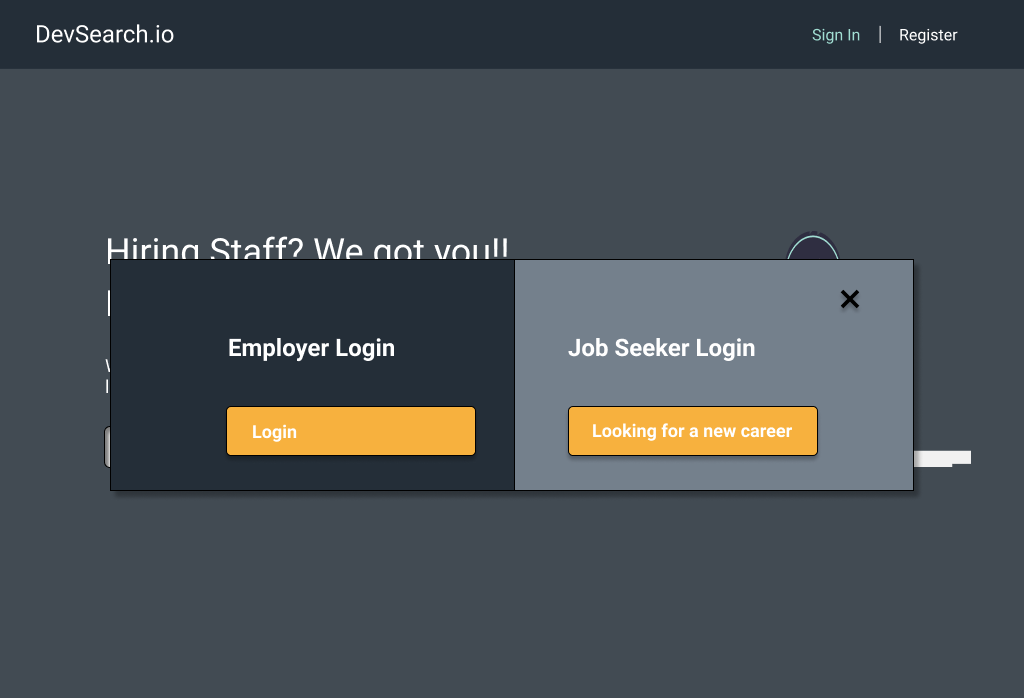 DevSearch.io
Sign In | Register
Hiring Staff? We got you!!
Employer Login
Job Seeker Login
Login
Looking for a new career